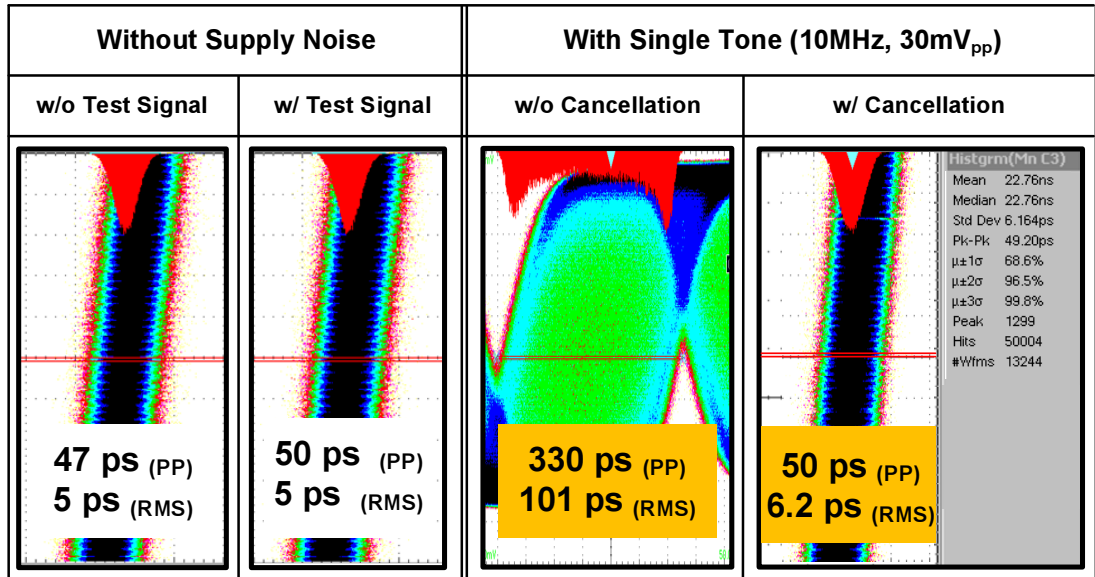 Without Supply Noise
With Single Tone (10MHz, 30mVpp)
w/o Test Signal
w/ Test Signal
w/o Cancellation
w/ Cancellation
47 ps (PP)
5 ps (RMS)
50 ps (PP)
5 ps (RMS)
330 ps (PP)
101 ps (RMS)
50 ps (PP)
6.2 ps (RMS)
Histgrm(Mn C3)
Mean 22.76ns
Median 22.76ns
Std Dev 6.164ps
Pk-Pk 49.20ps
µ±1σ 68.6%
µ±2σ 96.5%
µ±3σ 99.8%
Peak 1299
Hits 50004
#Wfms 13244